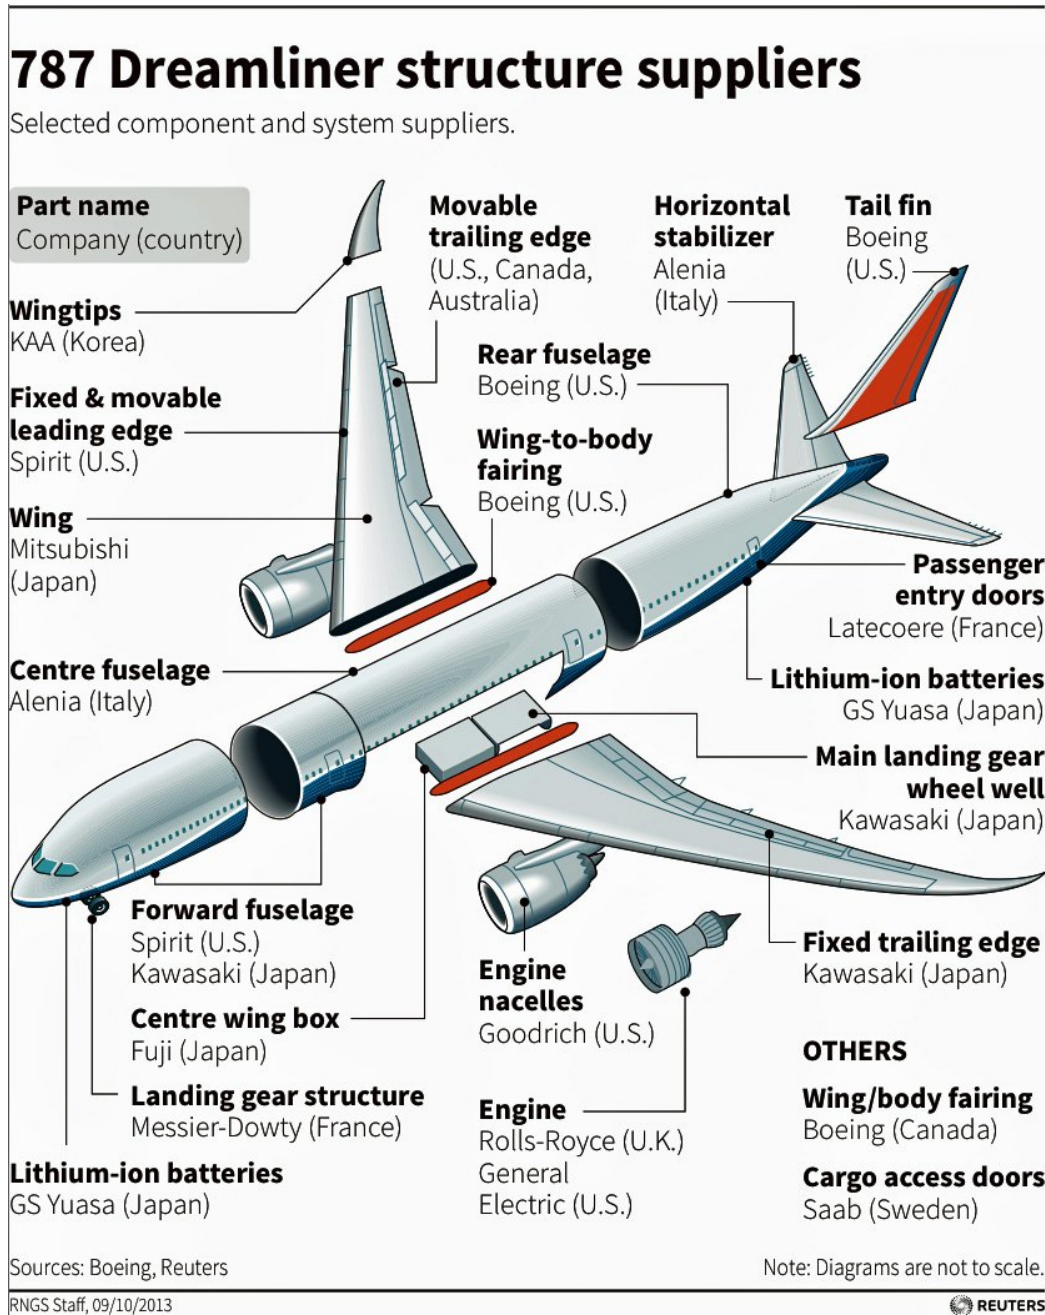 787 Dreamliner structure suppliers
Selected component and system suppliers.
Part name
Company (country)
Wingtips
KAA (Korea)
Fixed & movable
leading edge
Spirit (U.S.)
Wing
Mitsubishi
(Japan)
Centre fuselage
Alenia (Italy)
Movable
trailing edge
(U.S., Canada,
Australia)
Rear fuselage
Boeing (U.S.)
Wing-to-body
fairing
Boeing (U.S.)
Horizontal
stabilizer
Alenia
(Italy)
Tail fin
Boeing
(U.S.)
Passenger
entry doors
Latecoere (France)
Lithium-ion batteries
GS Yuasa (Japan)
Main landing gear
wheel well
Kawasaki (Japan)
Forward fuselage
Spirit (U.S.)
Kawasaki (Japan)
Centre wing box
Fuji (Japan)
Landing gear structure
Messier-Dowty (France)
Lithium-ion batteries
GS Yuasa (Japan)
Engine
nacelles
Goodrich (U.S.)
Engine
Rolls-Royce (U.K.)
General
Electric (U.S.)
Fixed trailing edge
Kawasaki (Japan)
OTHERS
Wing/body fairing
Boeing (Canada)
Cargo access doors
Saab (Sweden)
Sources: Boeing, Reuters
Note: Diagrams are not to scale.
RNGS Staff, 09/10/2013
REUTERS